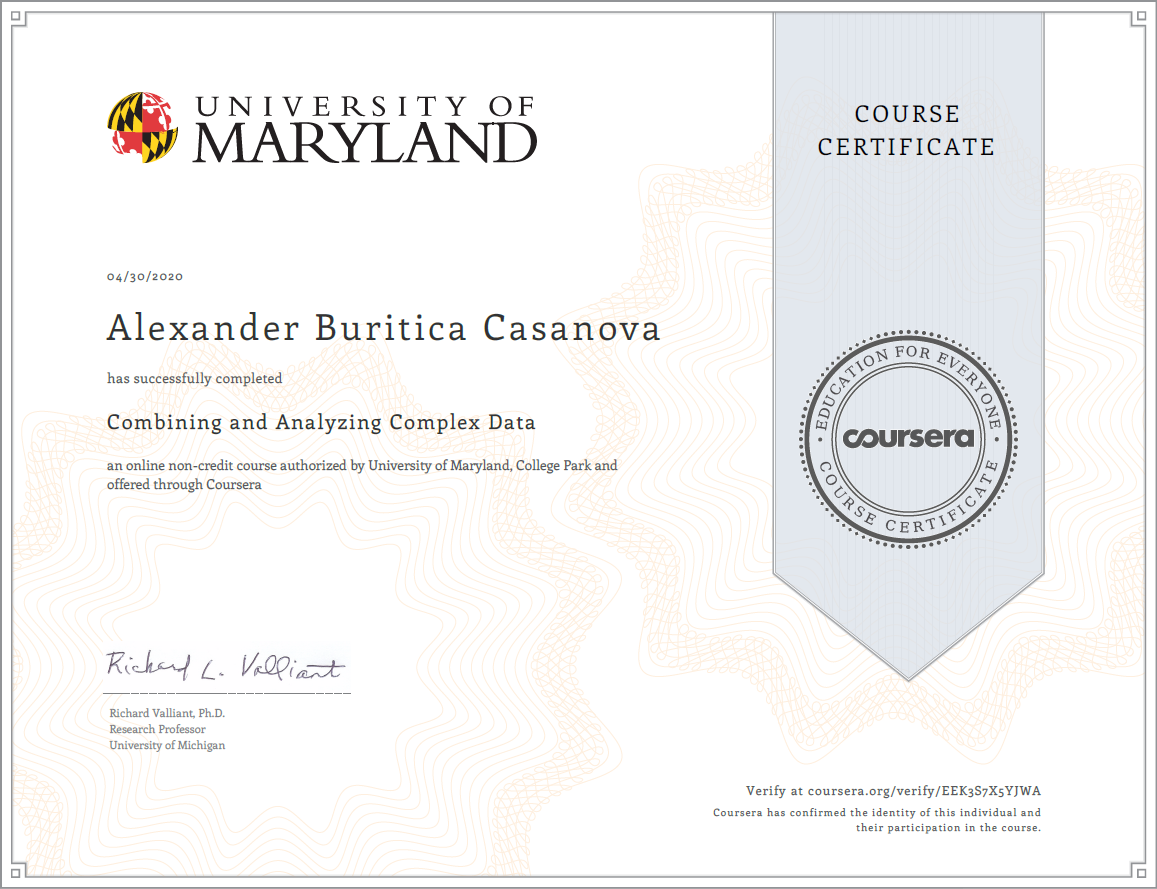 UNIVERSITY OF
MARYLAND
COURSE
CERTIFICATE
04/30/2020
Alexander Buritica Casanova
has successfully completed
Combining and Analyzing Complex Data
an online non-credit course authorized by University of Maryland, College Park and
offered through Coursera
EDUCATION FOR EVERYONE
coursera
COURSE CERTIFICATE
Richard L. Valliant
Richard Valliant, Ph.D.
Research Professor
University of Michigan
Verify at coursera.org/verify/EEK3S7X5YJWA
Coursera has confirmed the identity of this individual and
their participation in the course.